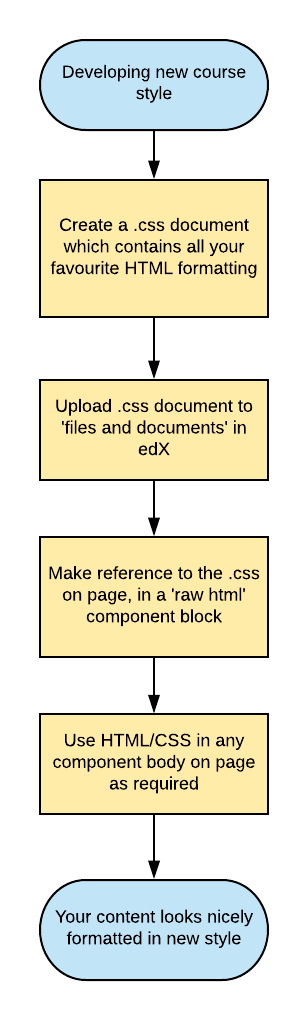 Developing new course
style
Create a .css document
which contains all your
favourite HTML formatting
Upload .css document to
'files and documents' in
edX
Make reference to the .css
on page, in a 'raw html'
component block
Use HTML/CSS in any
component body on page
as required
Your content looks nicely
formatted in new style